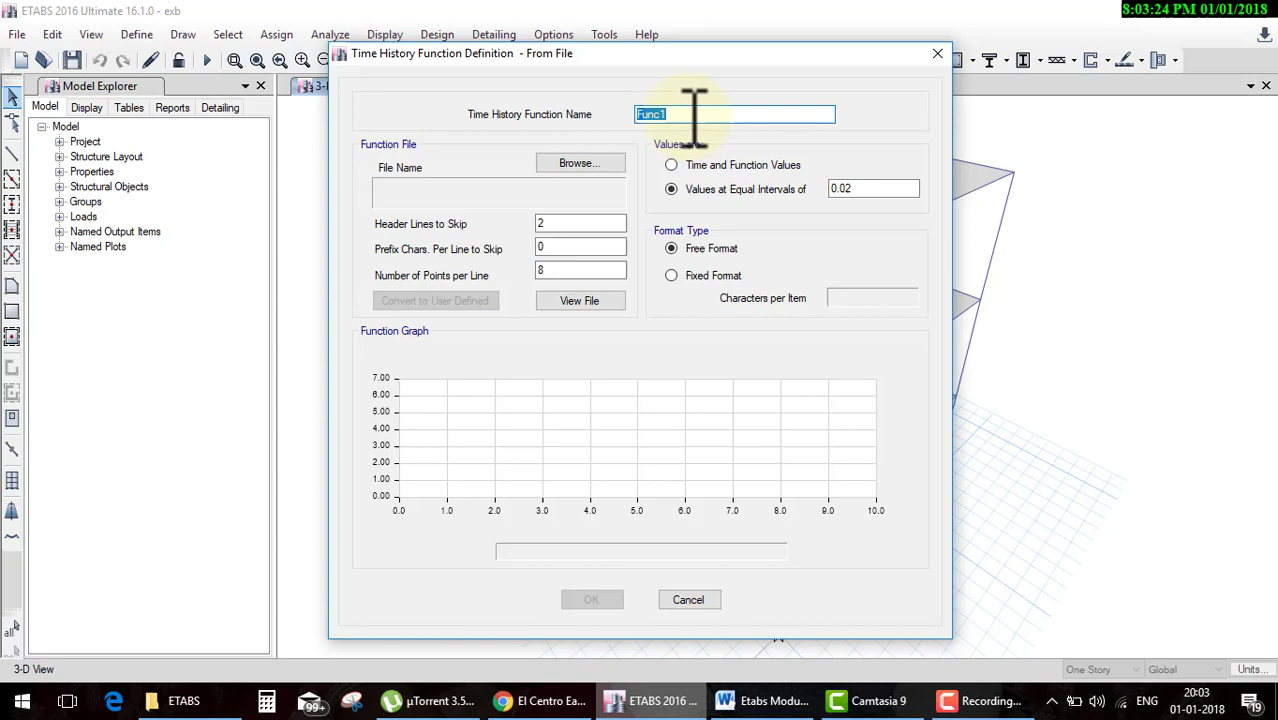 ETABS 2016 Ultimate 16.1.0 - exb
8:03:24 PM 01/01/2018
File Edit View Define Draw Select Assign Analyze Display Design Detailing Options Tools Help
Model Explorer
Model Display Tables Reports Detailing
Model
Project
Structure Layout
Properties
Structural Objects
Groups
Loads
Named Output Items
Named Plots
Time History Function Definition - From File
Time History Function Name Func1
Function File
File Name Browse...
Header Lines to Skip 2
Prefix Chars. Per Line to Skip 0
Number of Points per Line 8
Convert to User Defined View File
Values are:
Time and Function Values
Values at Equal Intervals of 0.02
Format Type
Free Format
Fixed Format
Characters per Item
Function Graph
7.00
6.00
5.00
4.00
3.00
2.00
1.00
0.00
0.0 1.0 2.0 3.0 4.0 5.0 6.0 7.0 8.0 9.0 10.0
OK Cancel
all
3-D View
One Story Global Units...
99+ ETABS µTorrent 3.5... El Centro Ea... ETABS 2016 ... Etabs Modu... Camtasia 9 Recording... ENG
20:03
01-01-2018
19